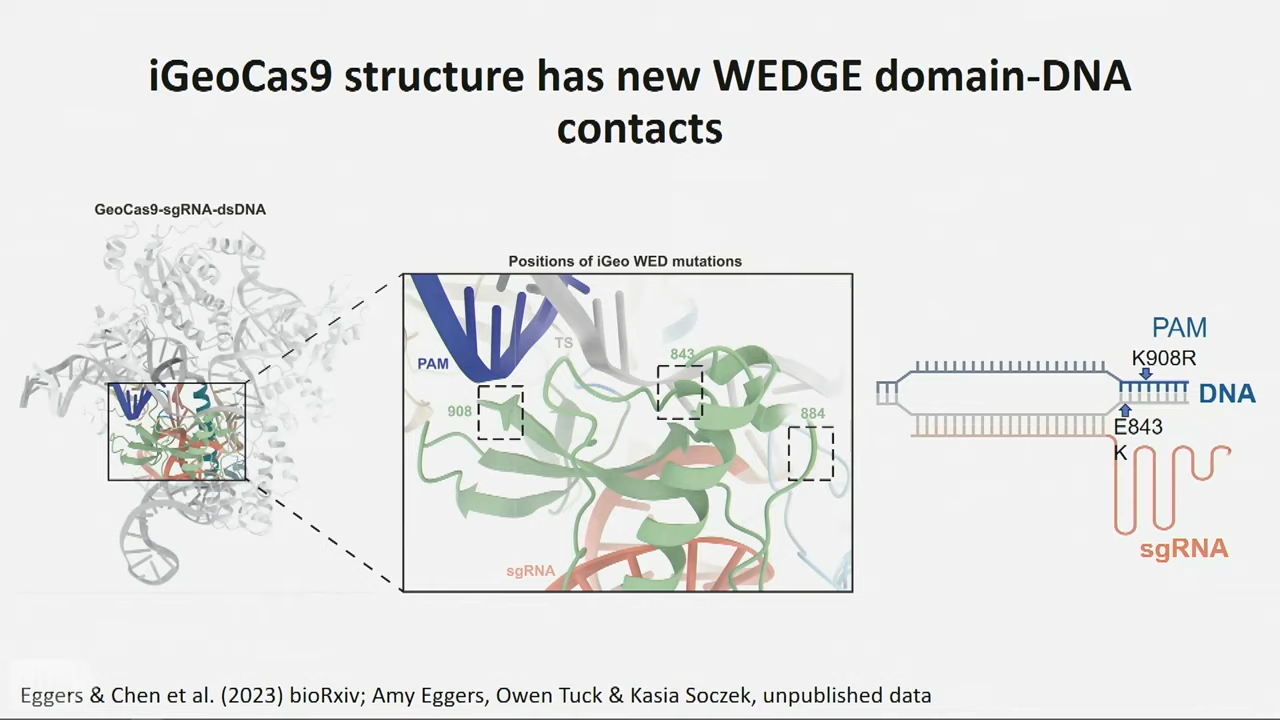 iGeoCas9 structure has new WEDGE domain-DNA
contacts
GeoCas9-sgRNA-dsDNA
Positions of iGeo WED mutations
PAM
TS
843
908
884
sgRNA
PAM
K908R
DNA
E843
K
sgRNA
Eggers & Chen et al. (2023) bioRxiv; Amy Eggers, Owen Tuck & Kasia Soczek, unpublished data